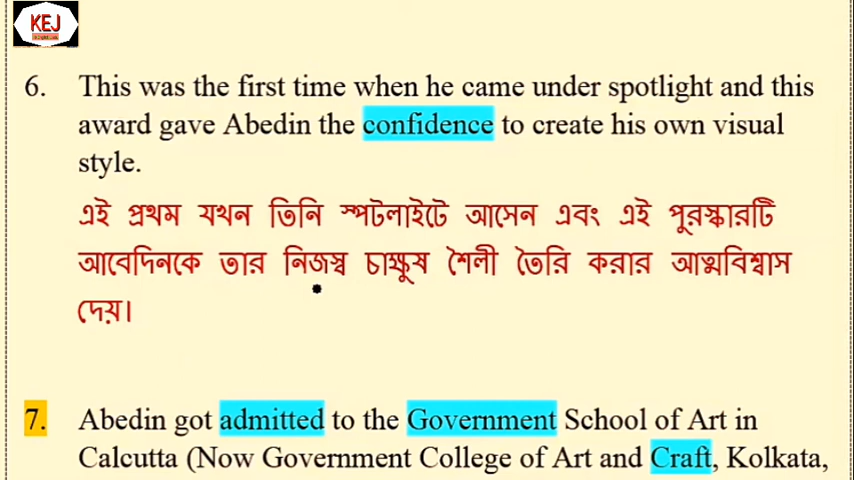 KEJ
6. This was the first time when he came under spotlight and this
award gave Abedin the confidence to create his own visual
style.
এই প্রথম যখন তিনি স্পটলাইটে আসেন এবং এই পুরস্কারটি
আবেদিনকে তার নিজস্ব চাক্ষুষ শৈলী তৈরি করার আত্মবিশ্বাস
দেয়।
7. Abedin got admitted to the Government School of Art in
Calcutta (Now Government College of Art and Craft, Kolkata,